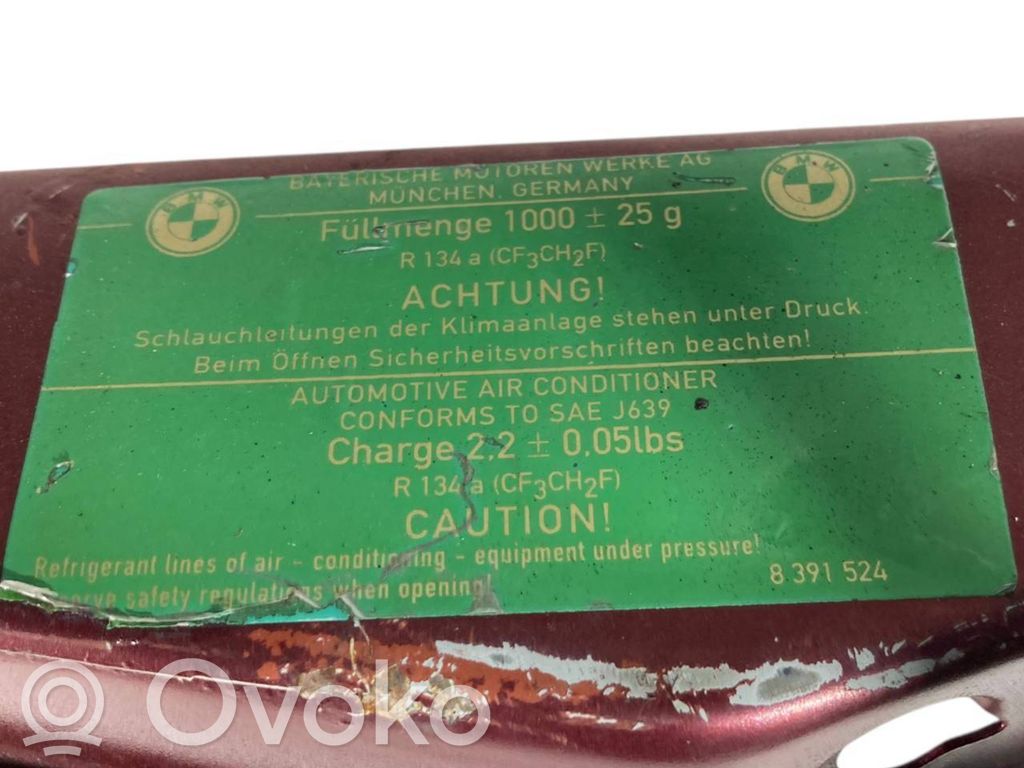 BAYERISCHE MOTOREN WERKE AG
MÜNCHEN, GERMANY
BMW
BMW
Füllmenge 1000 ± 25 g
R 134 a (CF3CH2F)
ACHTUNG!
Schlauchleitungen der Klimaanlage stehen unter Druck.
Beim Öffnen Sicherheitsvorschriften beachten!
AUTOMOTIVE AIR CONDITIONER
CONFORMS TO SAE J639
Charge 2,2 ± 0,05lbs
R 134 a (CF3CH2F)
CAUTION!
Refrigerant lines of air - conditioning - equipment under pressure!
safety regulations when opening!
8 391 524
Ovoko